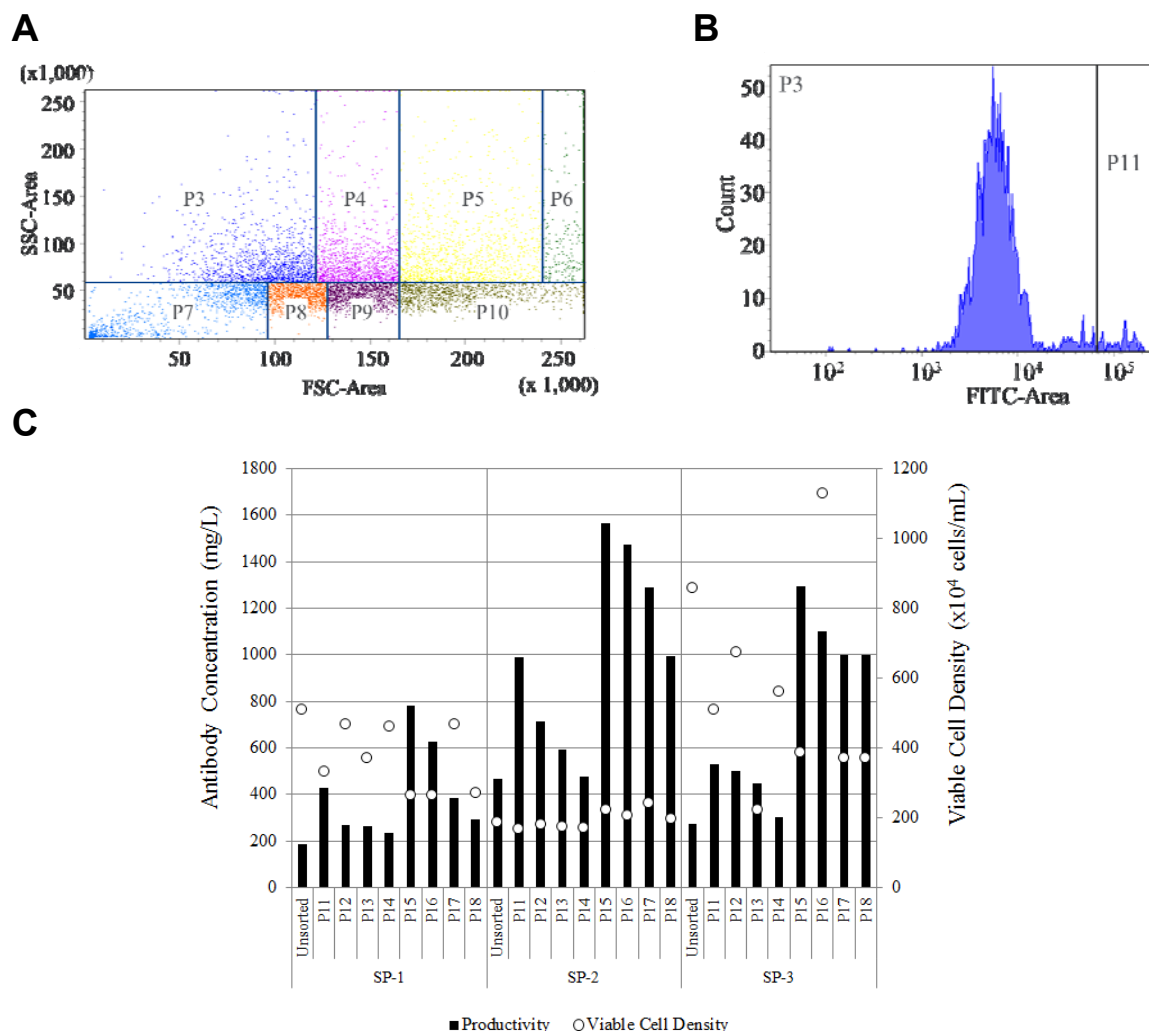 A
(x1,000)
250
200
150
100
50
SSC-Area
P3
P4
P5
P6
P7
P8
P9
P10
50
100
150
200
250
FSC-Area
(x 1,000)
B
P3
P11
50
40
30
20
10
0
Count
10²
10³
10⁴
10⁵
FITC-Area
C
Antibody Concentration (mg/L)
1800
1600
1400
1200
1000
800
600
400
200
0
1200
1000
800
600
400
200
0
Viable Cell Density (x10⁴ cells/mL)
Unsorted P11 P12 P13 P14 P15 P16 P17 P18 Unsorted P11 P12 P13 P14 P15 P16 P17 P18 Unsorted P11 P12 P13 P14 P15 P16 P17 P18
SP-1 SP-2 SP-3
Productivity Viable Cell Density